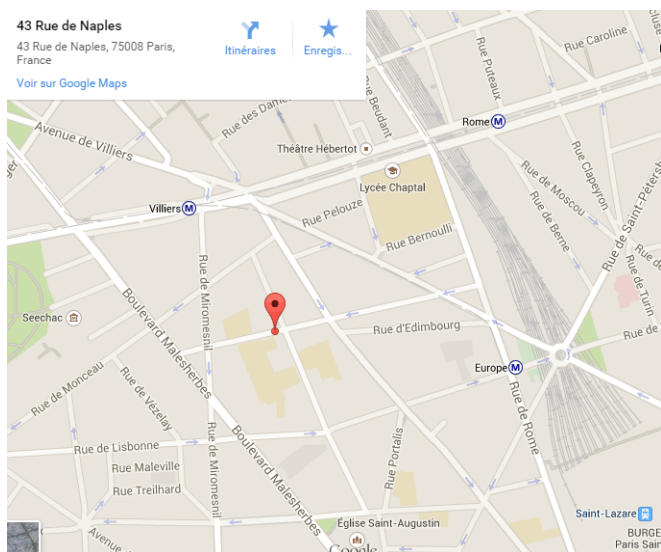 43 Rue de Naples
43 Rue de Naples, 75008 Paris,
France
Itinéraires
Enregis...
Voir sur Google Maps
Rue Caroline
Rue Puteaux
Rue des Dames
Rue Beudant
Avenue de Villiers
Rome
M
Théâtre Hébertot
Rue Clapeyron
Lycée Chaptal
Rue de Moscou
Villiers
M
Rue Pelouze
Rue de Berne
Rue de Saint-Pétersb
Rue Bernoulli
Rue de Miromesnil
Rue de Turin
Seechac
Boulevard Malesherbes
Rue d'Edimbourg
Rue de
Europe
M
Rue de Monceau
Rue de Vézelay
Rue de Rome
Rue de Lisbonne
Rue Portalis
Rue Maleville
Rue de Miromesnil
Boulevard Malesherbes
Rue Treilhard
Saint-Lazare
Église Saint-Augustin
Avenue
BURGE
Google
Paris Sain